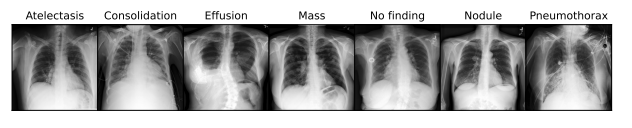 Atelectasis Consolidation Effusion Mass No finding Nodule Pneumothorax